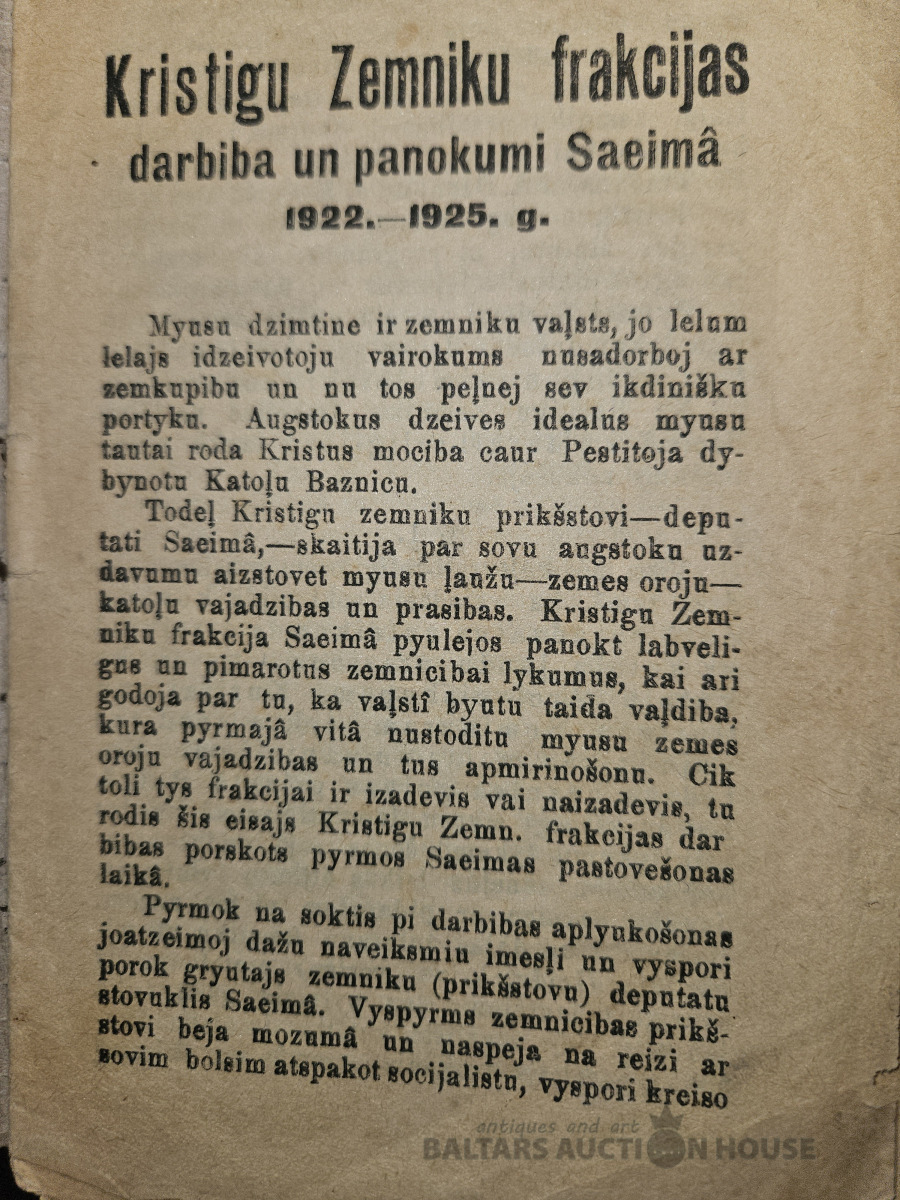 Kristigu Zemniku frakcijas
darbiba un panokumi Saeimâ
1922.—1925. g.
Myusu dzimtine ir zemniku vaļsts, jo lelum
lelajs idzeivotoju vairokums nusadorboj ar
zemkupibu un nu tos peļnej sev ikdinišku
portyku. Augstokus dzeives idealus myusu
tautai roda Kristus mociba caur Pestitoja dy-
bynotu Katoļu Baznicu.
Todeļ Kristigu zemniku prikšstovi—depu-
tati Saeimâ,—skaitija par sovu augstoku uz-
davumu aizstovet myusu ļaužu—zemes oroju—
katoļu vajadzibas un prasibas. Kristigu Zem-
niku frakcija Saeimâ pyulejos panokt labveli-
gus un pimarotus zemnicibai lykumus, kai ari
godoja par tu, ka vaļstî byutu taida vaļdiba,
kura pyrmajâ vitâ nustoditu myusu zemes
oroju vajadzibas un tus apmirinošonu. Cik
toli tys frakcijai ir izadevis vai naizadevis, tu
rodis šis eisajs Kristigu Zemn. frakcijas dar
bibas porskots pyrmos Saeimas pastovešonas
laikâ.
Pyrmok na soktis pi darbibas aplyukošonas
joatzeimoj dažu naveiksmiu imesļi un vyspori
porok gryutajs zemniku (prikšstovu) deputatu
stovuklis Saeimâ. Vyspyrms zemnicibas prikš-
stovi beja mozumâ un naspeja na reizi ar
sovim bolsim atspakot socijalistu, vyspori kreiso
antiques and art
BALTARS AUCTION HOUSE